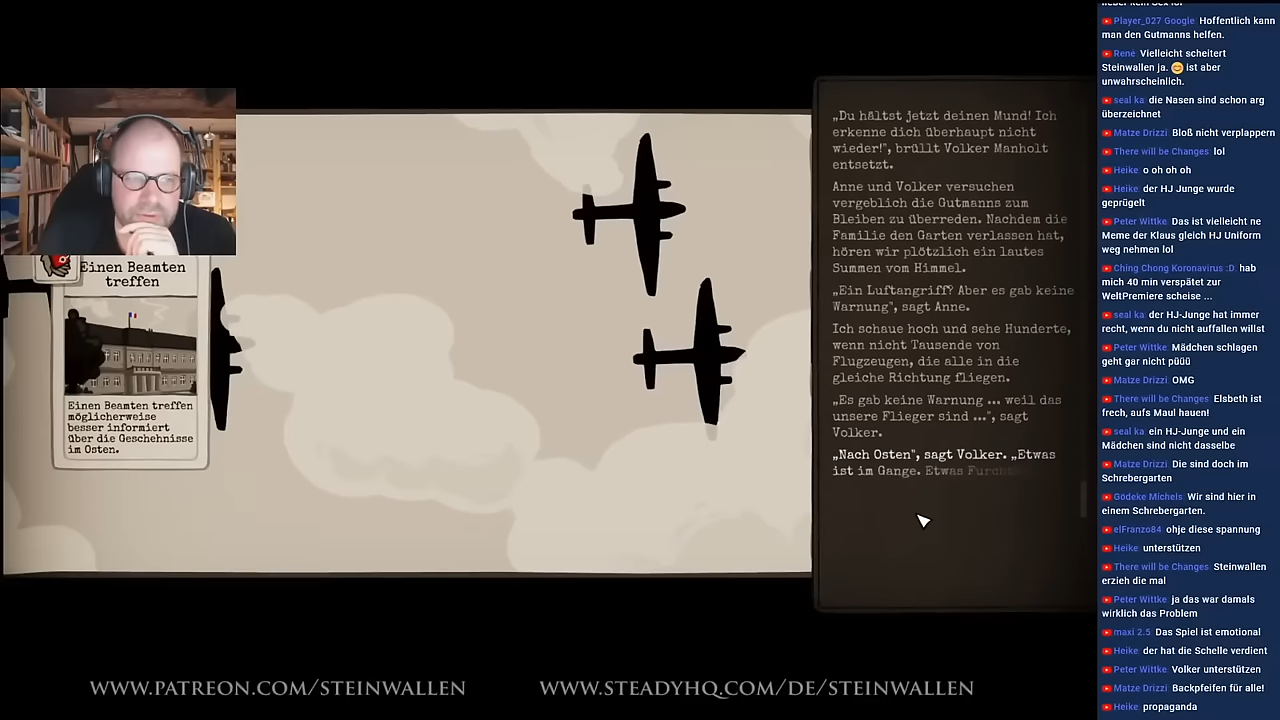 Einen Beamten
treffen
Einen Beamten treffen
möglicherweise
besser informiert
über die Geschehnisse
im Osten.
„Du hältst jetzt deinen Mund! Ich
erkenne dich überhaupt nicht
wieder!", brüllt Volker Manholt
entsetzt.
Anne und Volker versuchen
vergeblich die Gutmanns zum
Bleiben zu überreden. Nachdem die
Familie den Garten verlassen hat,
hören wir plötzlich ein lautes
Summen vom Himmel.
„Ein Luftangriff? Aber es gab keine
Warnung", sagt Anne.
Ich schaue hoch und sehe Hunderte,
wenn nicht Tausende von
Flugzeugen, die alle in die
gleiche Richtung fliegen.
„Es gab keine Warnung ... weil das
unsere Flieger sind ...", sagt
Volker.
„Nach Osten", sagt Volker. „Etwas
ist im Gange. Etwas
WWW.PATREON.COM/STEINWALLEN
WWW.STEADYHQ.COM/DE/STEINWALLEN
lieber kein Sex lol
Player_027 Google Hoffentlich kann
man den Gutmanns helfen.
René Vielleicht scheitert
Steinwallen ja. 😊 ist aber
unwahrscheinlich.
seal ka die Nasen sind schon arg
überzeichnet
Matze Drizzi Bloß nicht verplappern
There will be Changes lol
Heike o oh oh oh
Heike der HJ Junge wurde
geprügelt
Peter Wittke Das ist vielleicht ne
Meme der Klaus gleich HJ Uniform
weg nehmen lol
Ching Chong Koronavirus :D hab
mich 40 min verspätet zur
WeltPremiere scheise ...
seal ka der HJ-Junge hat immer
recht, wenn du nicht auffallen willst
Peter Wittke Mädchen schlagen
geht gar nicht püüü
Matze Drizzi OMG
There will be Changes Elsbeth ist
frech, aufs Maul hauen!
seal ka ein HJ-Junge und ein
Mädchen sind nicht dasselbe
Matze Drizzi Die sind doch im
Schrebergarten
Gödeke Michels Wir sind hier in
einem Schrebergarten.
elFranzo84 ohje diese spannung
Heike unterstützen
There will be Changes Steinwallen
erzieh die mal
Peter Wittke ja das war damals
wirklich das Problem
maxi 2.5 Das Spiel ist emotional
Heike der hat die Schelle verdient
Peter Wittke Volker unterstützen
Matze Drizzi Backpfeifen für alle!
Heike propaganda